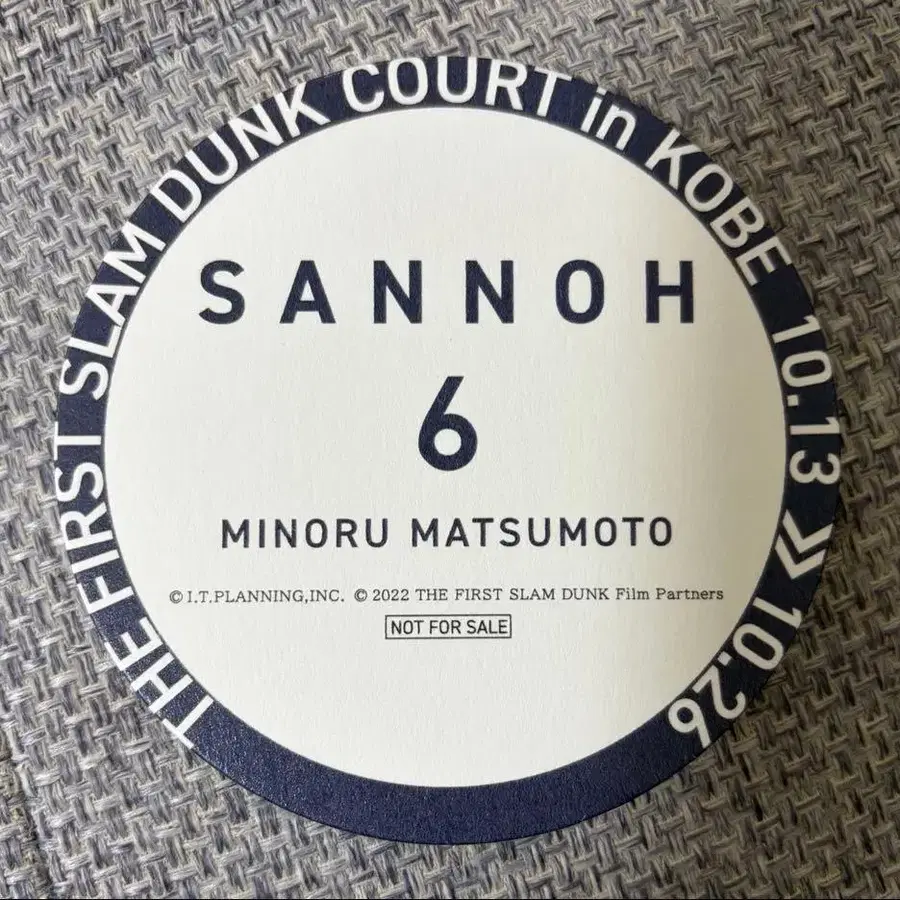 THE FIRST SLAM DUNK COURT in KOBE 10.13 >> 10.26
SANNOH
6
MINORU MATSUMOTO
© I.T.PLANNING,INC. © 2022 THE FIRST SLAM DUNK Film Partners
NOT FOR SALE